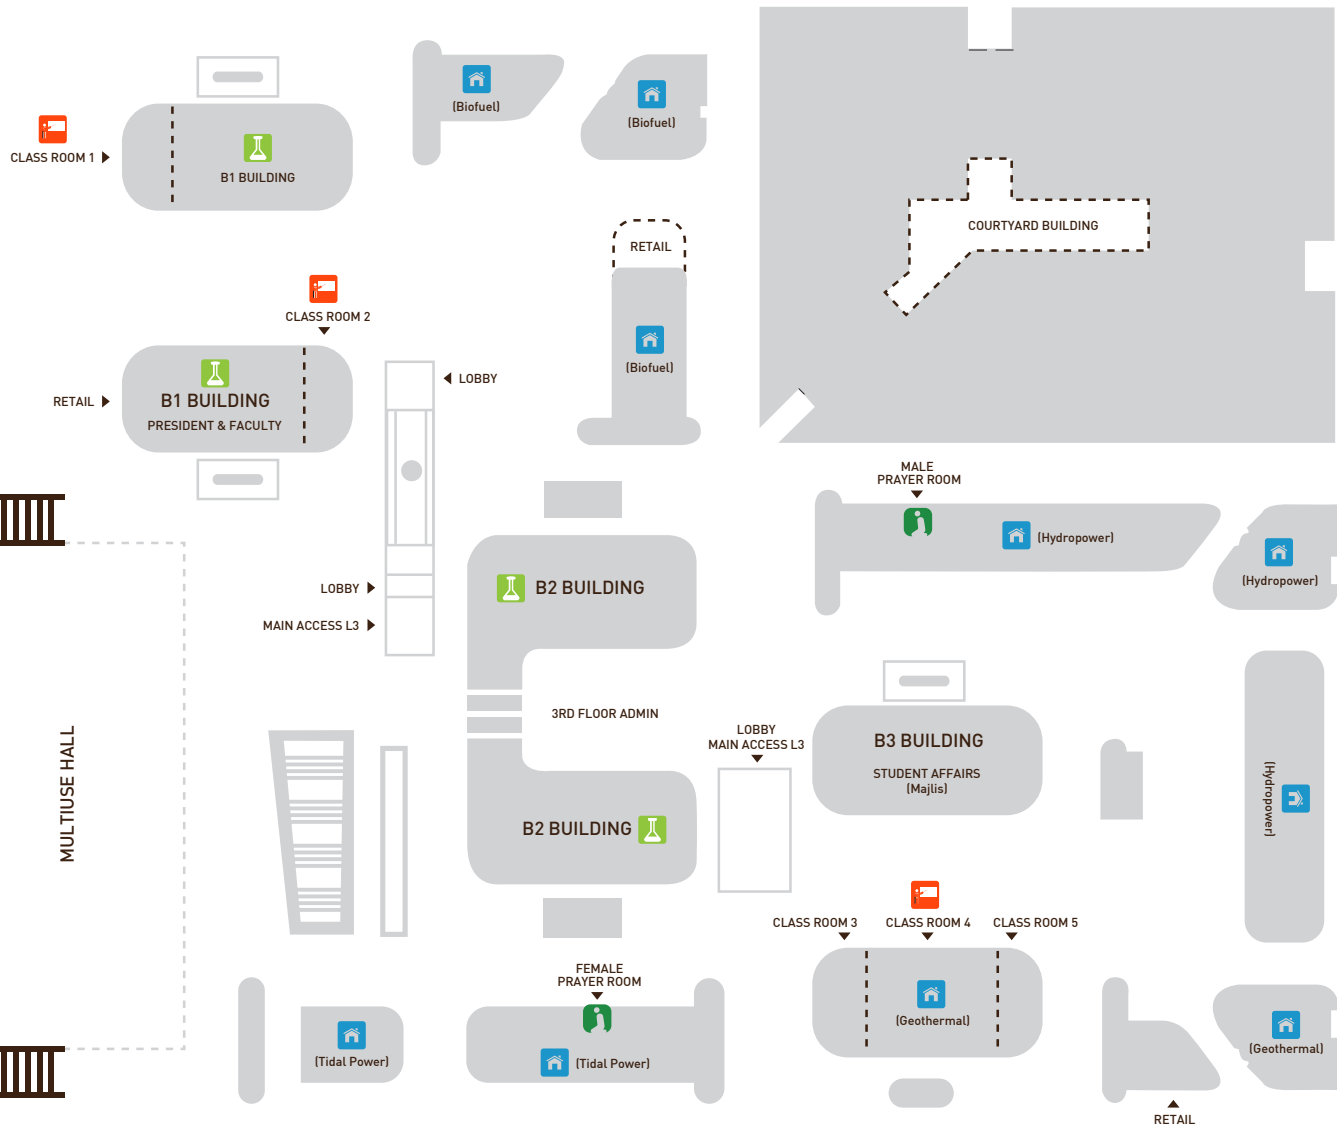 (Biofuel)
(Biofuel)
CLASS ROOM 1
B1 BUILDING
RETAIL
COURTYARD BUILDING
CLASS ROOM 2
(Biofuel)
LOBBY
RETAIL
B1 BUILDING
PRESIDENT & FACULTY
MALE
PRAYER ROOM
(Hydropower)
(Hydropower)
B2 BUILDING
LOBBY
MAIN ACCESS L3
3RD FLOOR ADMIN
LOBBY
MAIN ACCESS L3
B3 BUILDING
STUDENT AFFAIRS
(Majlis)
(Hydropower)
MULTIUSE HALL
B2 BUILDING
CLASS ROOM 3
CLASS ROOM 4
CLASS ROOM 5
FEMALE
PRAYER ROOM
(Geothermal)
(Geothermal)
(Tidal Power)
(Tidal Power)
RETAIL